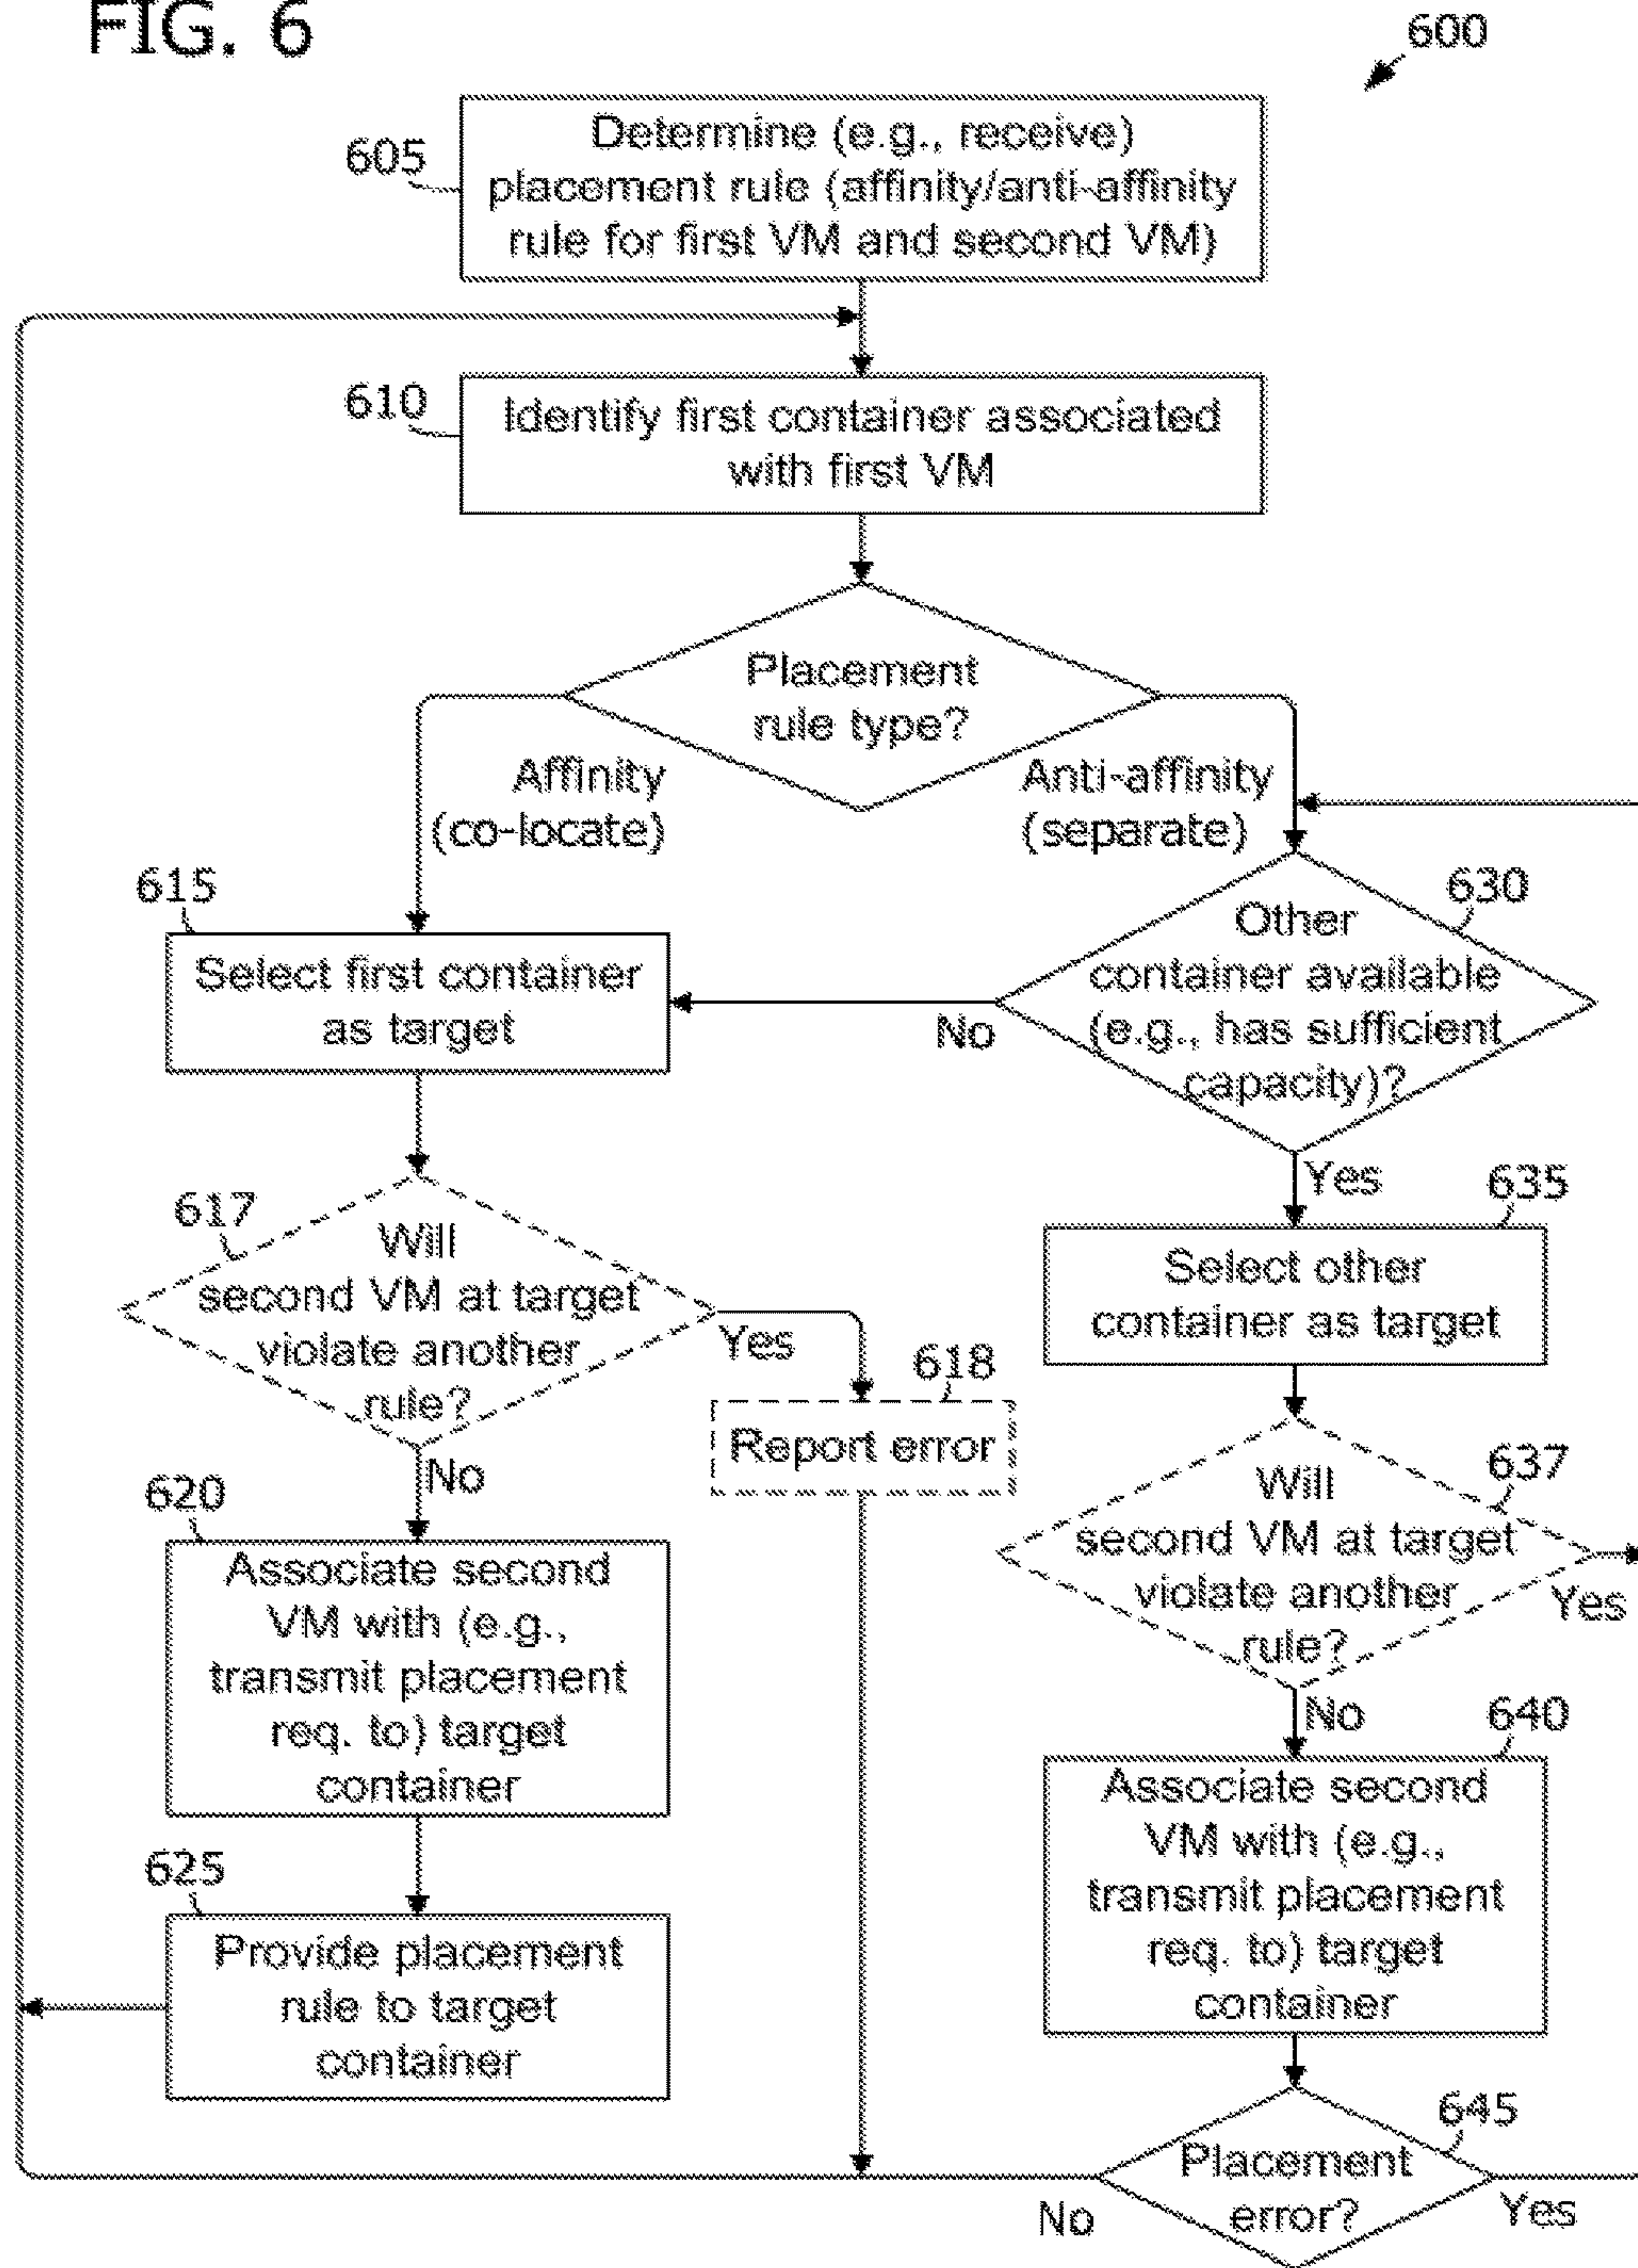 FIG. 6
600
605
Determine (e.g., receive)
placement rule (affinity/anti-affinity
rule for first VM and second VM)
610
Identify first container associated
with first VM
Placement
rule type?
Affinity
(co-locate)
Anti-affinity
(separate)
615
Select first container
as target
630
Other
container available
(e.g., has sufficient
capacity)?
No
Yes
617
Will
second VM at target
violate another
rule?
Yes
618
Report error
No
635
Select other
container as target
637
Will
second VM at target
violate another
rule?
Yes
No
620
Associate second
VM with (e.g.,
transmit placement
req. to) target
container
640
Associate second
VM with (e.g.,
transmit placement
req. to) target
container
625
Provide placement
rule to target
container
645
Placement
error?
No
Yes